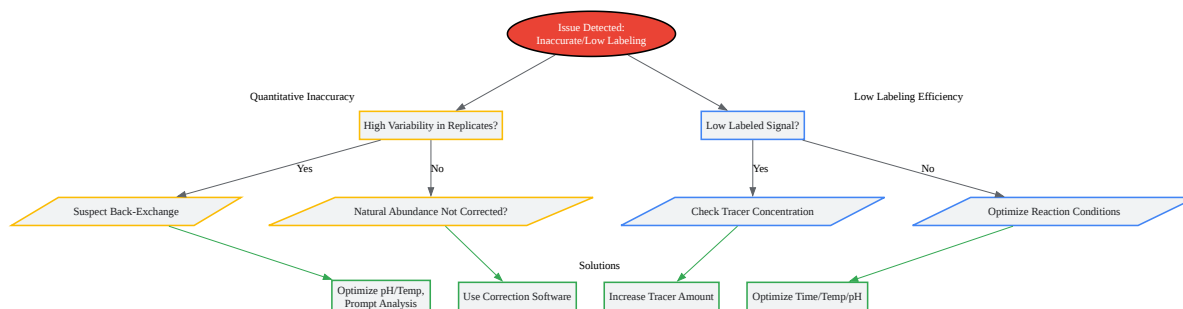 Issue Detected:
Inaccurate/Low Labeling
Quantitative Inaccuracy
Low Labeling Efficiency
High Variability in Replicates?
Low Labeled Signal?
Yes
No
Yes
No
Suspect Back-Exchange
Natural Abundance Not Corrected?
Check Tracer Concentration
Optimize Reaction Conditions
Solutions
Optimize pH/Temp,
Prompt Analysis
Use Correction Software
Increase Tracer Amount
Optimize Time/Temp/pH